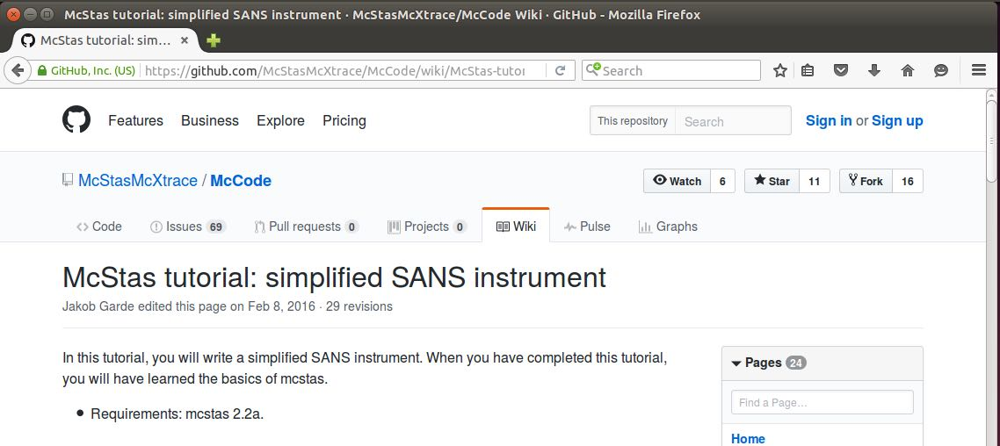 McStas tutorial: simplified SANS instrument · McStasMcXtrace/McCode Wiki · GitHub - Mozilla Firefox
McStas tutorial: sim...
GitHub, Inc. (US) https://github.com/McStasMcXtrace/McCode/wiki/McStas-tutor Search
Features Business Explore Pricing This repository Search Sign in or Sign up
McStasMcXtrace / McCode Watch 6 Star 11 Fork 16
Code Issues 69 Pull requests 0 Projects 0 Wiki Pulse Graphs
McStas tutorial: simplified SANS instrument
Jakob Garde edited this page on Feb 8, 2016 · 29 revisions
In this tutorial, you will write a simplified SANS instrument. When you have completed this tutorial,
you will have learned the basics of mcstas.
Requirements: mcstas 2.2a.
Pages 24
Find a Page...
Home